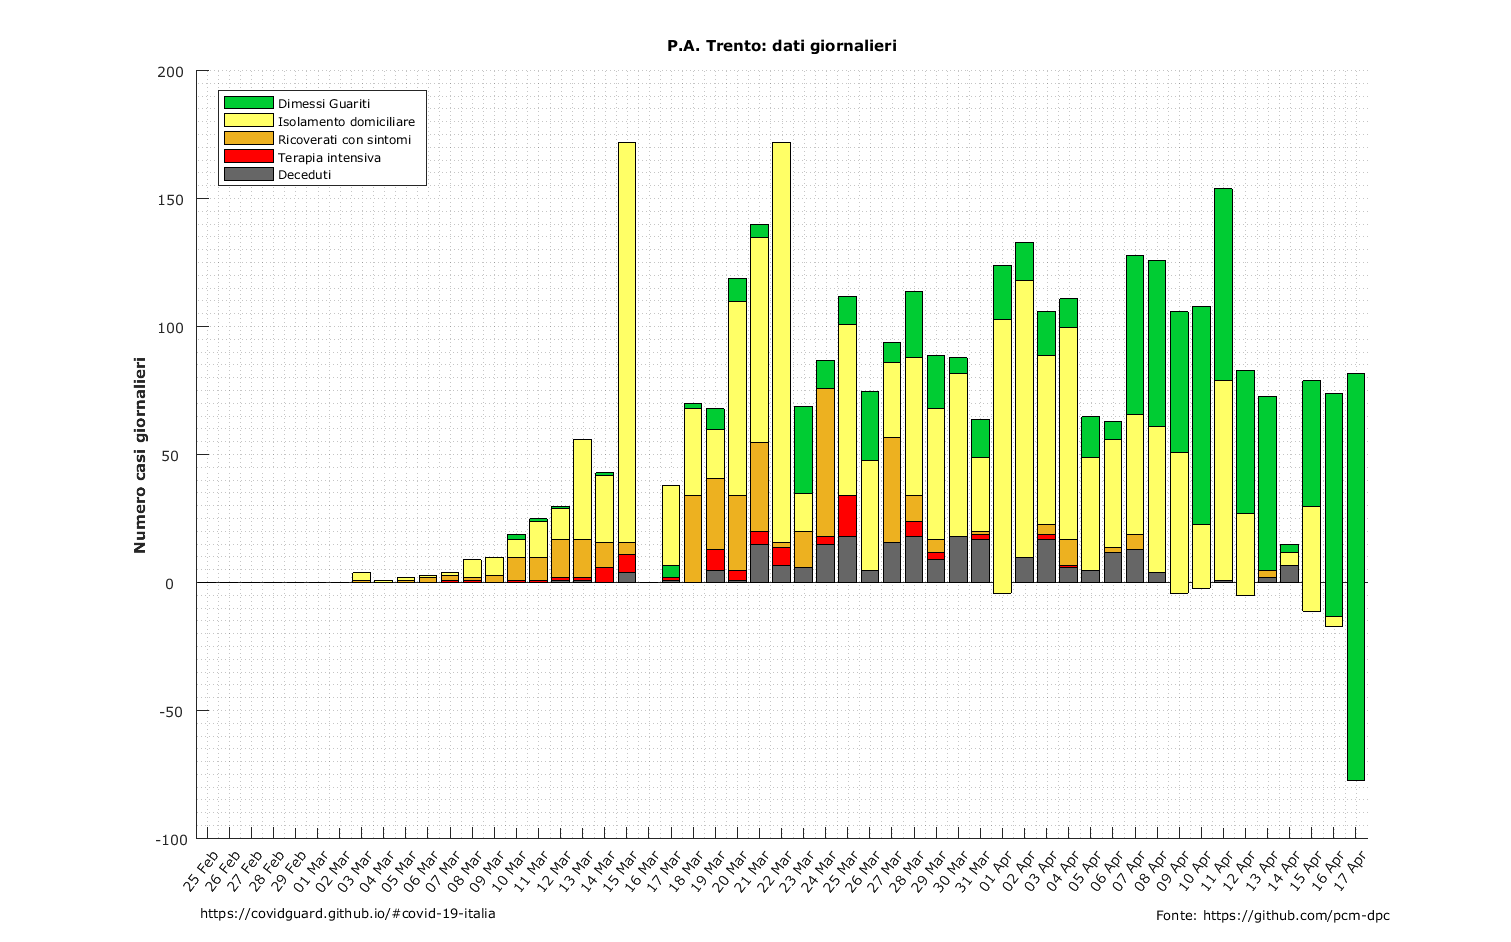 P.A. Trento: dati giornalieri
Numero casi giornalieri
200
150
100
50
0
-50
-100
Dimessi Guariti
Isolamento domiciliare
Ricoverati con sintomi
Terapia intensiva
Deceduti
25 Feb
26 Feb
27 Feb
28 Feb
29 Feb
01 Mar
02 Mar
03 Mar
04 Mar
05 Mar
06 Mar
07 Mar
08 Mar
09 Mar
10 Mar
11 Mar
12 Mar
13 Mar
14 Mar
15 Mar
16 Mar
17 Mar
18 Mar
19 Mar
20 Mar
21 Mar
22 Mar
23 Mar
24 Mar
25 Mar
26 Mar
27 Mar
28 Mar
29 Mar
30 Mar
31 Mar
01 Apr
02 Apr
03 Apr
04 Apr
05 Apr
06 Apr
07 Apr
08 Apr
09 Apr
10 Apr
11 Apr
12 Apr
13 Apr
14 Apr
15 Apr
16 Apr
17 Apr
https://covidguard.github.io/#covid-19-italia
Fonte: https://github.com/pcm-dpc